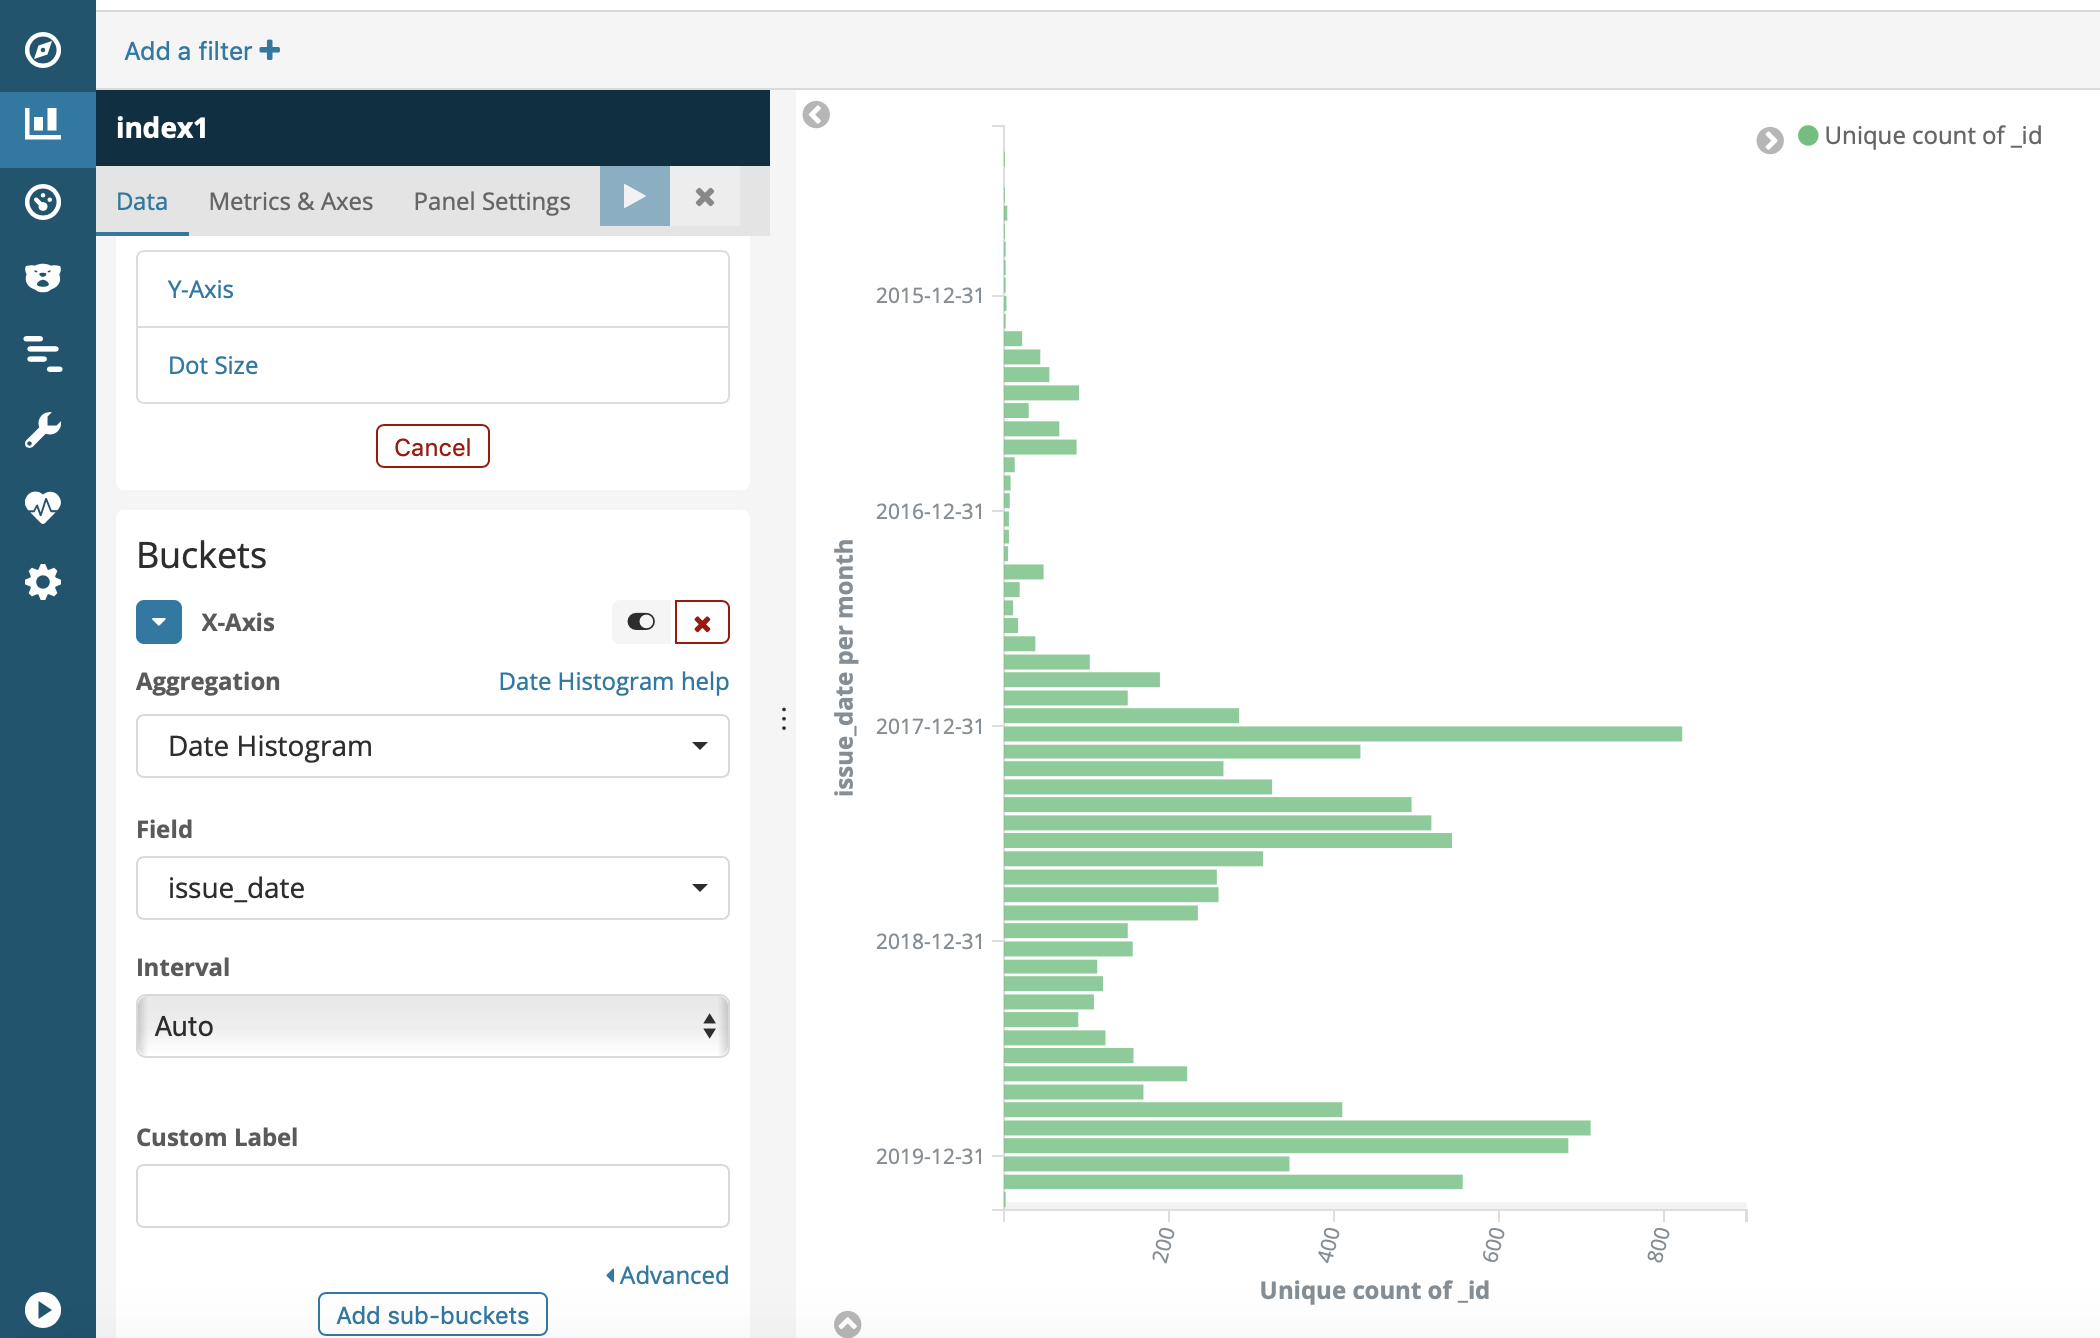 Add a filter
index1
Data Metrics & Axes Panel Settings
Y-Axis
Dot Size
Cancel
Buckets
X-Axis
Aggregation Date Histogram help
Date Histogram
Field
issue_date
Interval
Auto
Custom Label
Advanced
Add sub-buckets
Unique count of _id
issue_date per month
2015-12-31
2016-12-31
2017-12-31
2018-12-31
2019-12-31
200 400 600 800
Unique count of _id